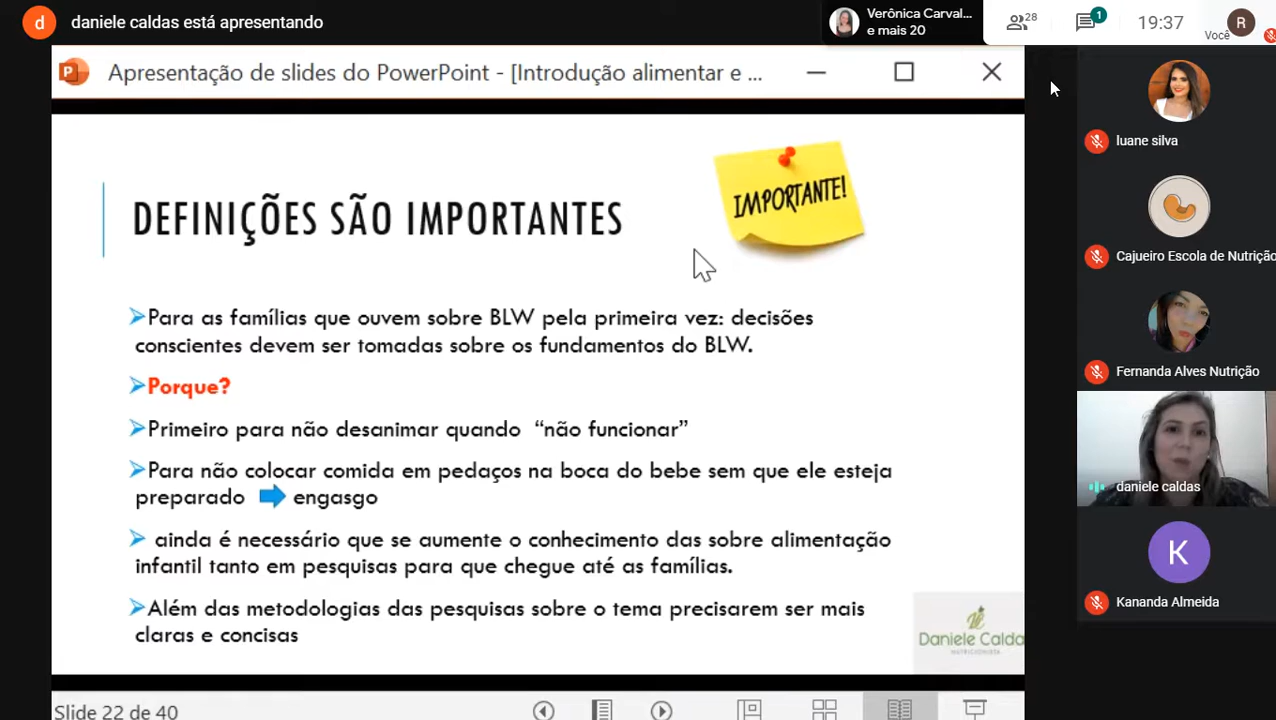 d
daniele caldas está apresentando
Verônica Carval...
e mais 20
28
1
19:37
Você
R
Apresentação de slides do PowerPoint - [Introdução alimentar e ...
P
DEFINIÇÕES SÃO IMPORTANTES
IMPORTANTE!
Para as famílias que ouvem sobre BLW pela primeira vez: decisões
conscientes devem ser tomadas sobre os fundamentos do BLW.
Porque?
Primeiro para não desanimar quando “não funcionar”
Para não colocar comida em pedaços na boca do bebe sem que ele esteja
preparado engasgo
ainda é necessário que se aumente o conhecimento das sobre alimentação
infantil tanto em pesquisas para que chegue até as famílias.
Além das metodologias das pesquisas sobre o tema precisarem ser mais
claras e concisas
Daniele Calda
NUTRICIONISTA
Slide 22 de 40
luane silva
Cajueiro Escola de Nutrição
Fernanda Alves Nutrição
daniele caldas
K
Kananda Almeida